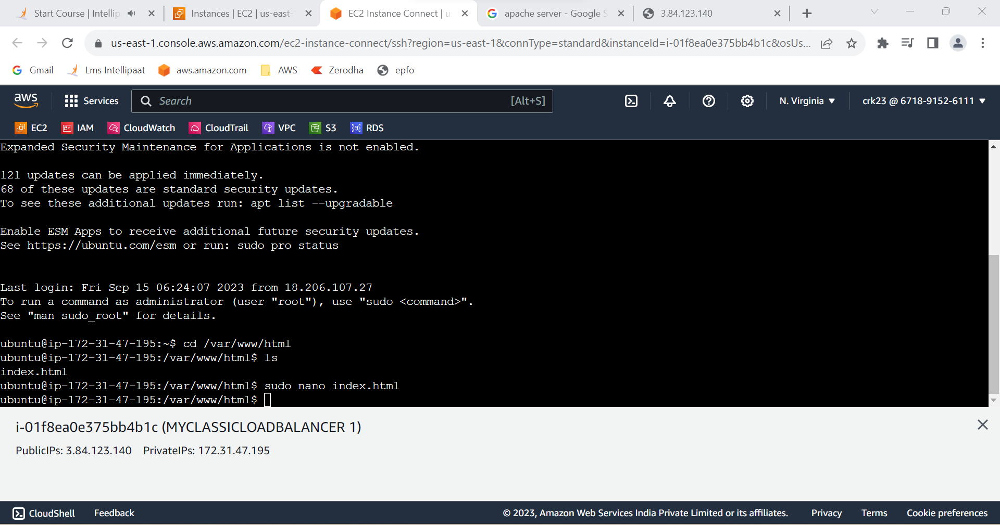 Start Course | Intellip
Instances | EC2 | us-east-
EC2 Instance Connect | u
apache server - Google S
3.84.123.140
us-east-1.console.aws.amazon.com/ec2-instance-connect/ssh?region=us-east-1&connType=standard&instanceId=i-01f8ea0e375bb4b1c&osUs...
Gmail
Lms Intellipaat
aws.amazon.com
AWS
Zerodha
epfo
aws
Services
Search
[Alt+S]
N. Virginia
crk23 @ 6718-9152-6111
EC2
IAM
CloudWatch
CloudTrail
VPC
S3
RDS
Expanded Security Maintenance for Applications is not enabled.
121 updates can be applied immediately.
68 of these updates are standard security updates.
To see these additional updates run: apt list --upgradable
Enable ESM Apps to receive additional future security updates.
See https://ubuntu.com/esm or run: sudo pro status
Last login: Fri Sep 15 06:24:07 2023 from 18.206.107.27
To run a command as administrator (user "root"), use "sudo <command>".
See "man sudo_root" for details.
ubuntu@ip-172-31-47-195:~$ cd /var/www/html
ubuntu@ip-172-31-47-195:/var/www/html$ ls
index.html
ubuntu@ip-172-31-47-195:/var/www/html$ sudo nano index.html
ubuntu@ip-172-31-47-195:/var/www/html$
i-01f8ea0e375bb4b1c (MYCLASSICLOADBALANCER 1)
PublicIPs: 3.84.123.140 PrivateIPs: 172.31.47.195
CloudShell
Feedback
© 2023, Amazon Web Services India Private Limited or its affiliates.
Privacy
Terms
Cookie preferences